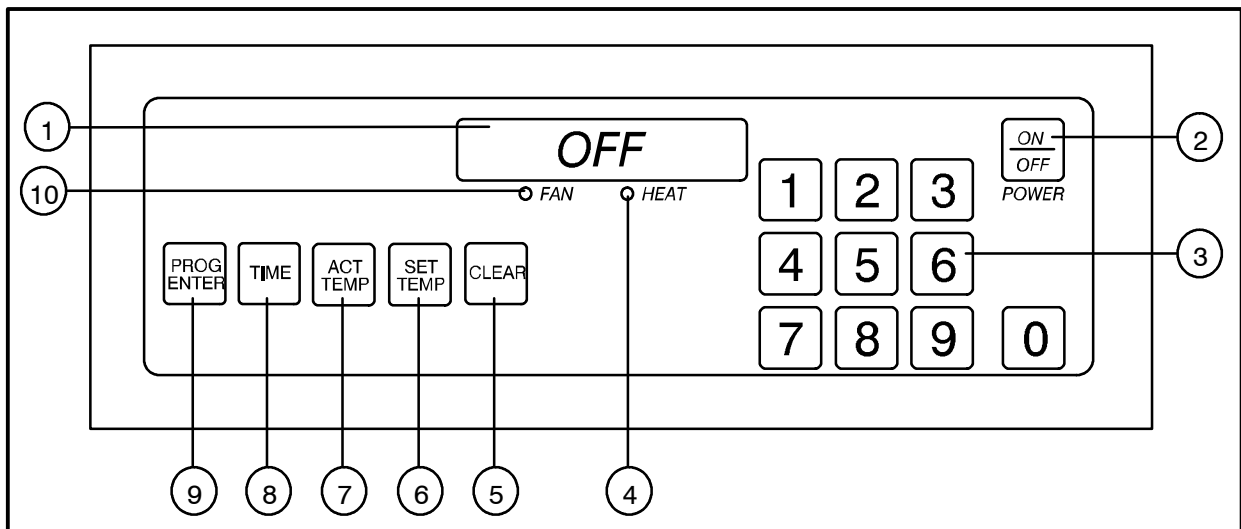 1
OFF
ON
OFF
2
10
FAN
HEAT
POWER
1 2 3
4 5 6
3
7 8 9 0
PROG
ENTER
TIME
ACT
TEMP
SET
TEMP
CLEAR
9 8 7 6 5 4